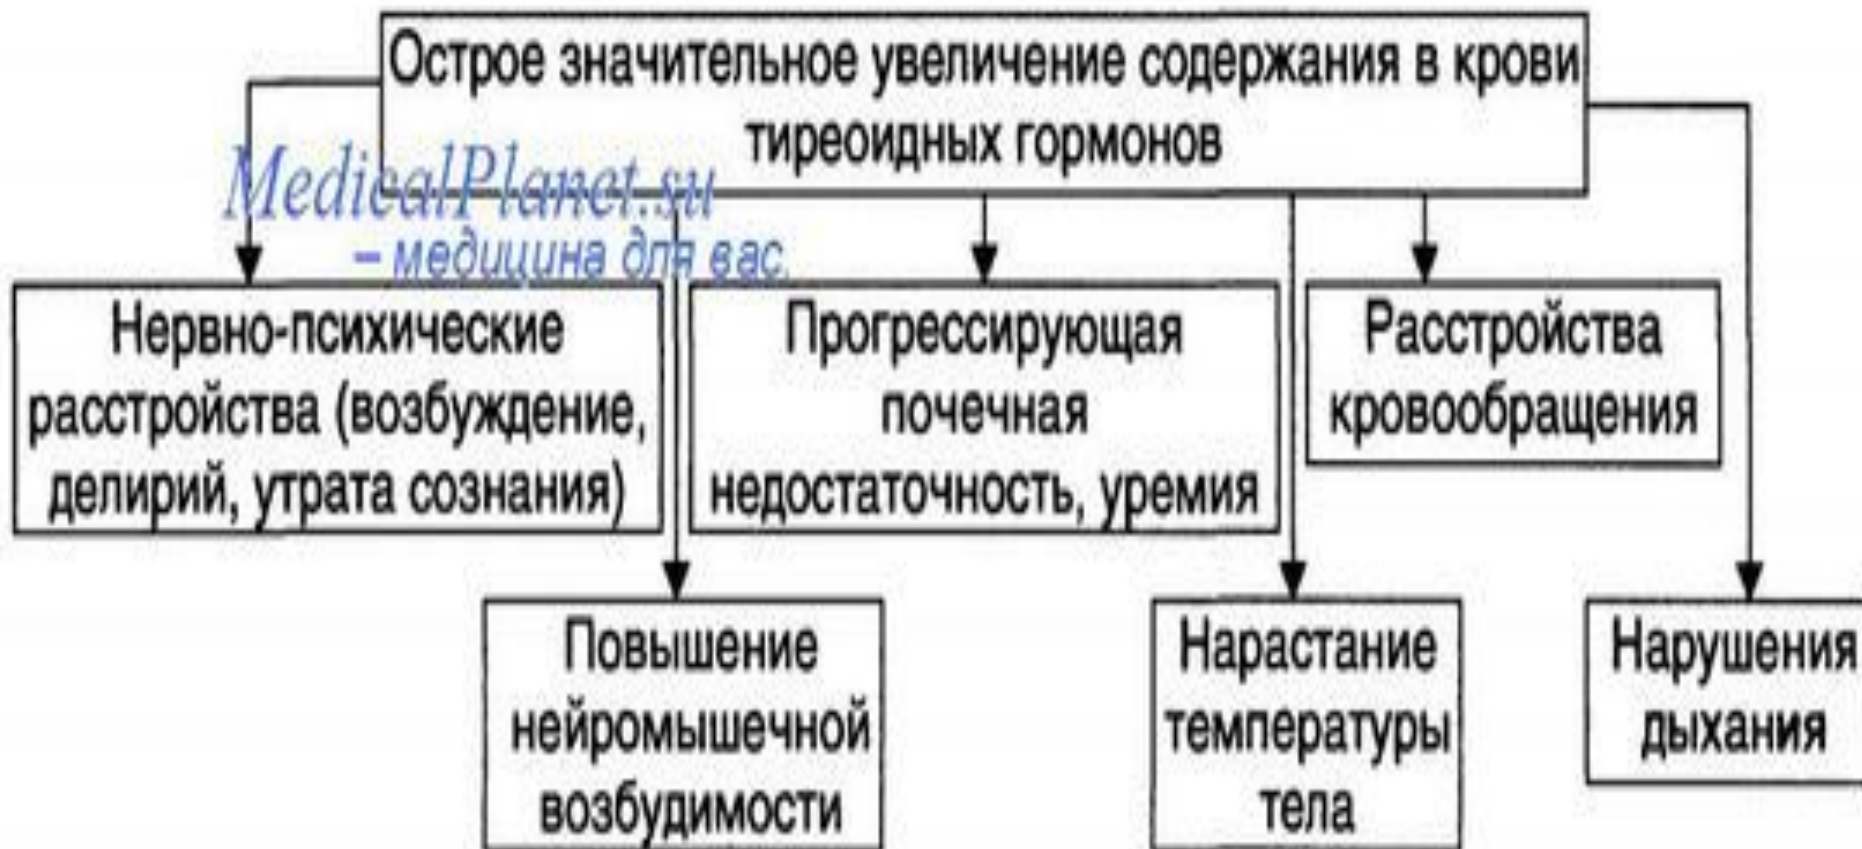 Острое значительное увеличение содержания в крови
тиреоидных гормонов
MedicalPlanet.su
– медицина для вас.
Нервно-психические
расстройства (возбуждение,
делирий, утрата сознания)
Прогрессирующая
почечная
недостаточность, уремия
Расстройства
кровообращения
Повышение
нейромышечной
возбудимости
Нарастание
температуры
тела
Нарушения
дыхания